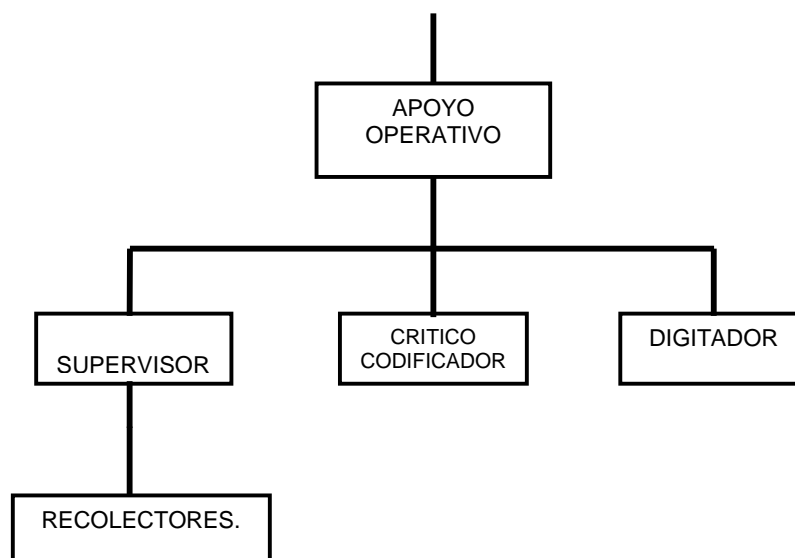 APOYO
OPERATIVO
SUPERVISOR
CRITICO
CODIFICADOR
DIGITADOR
RECOLECTORES.